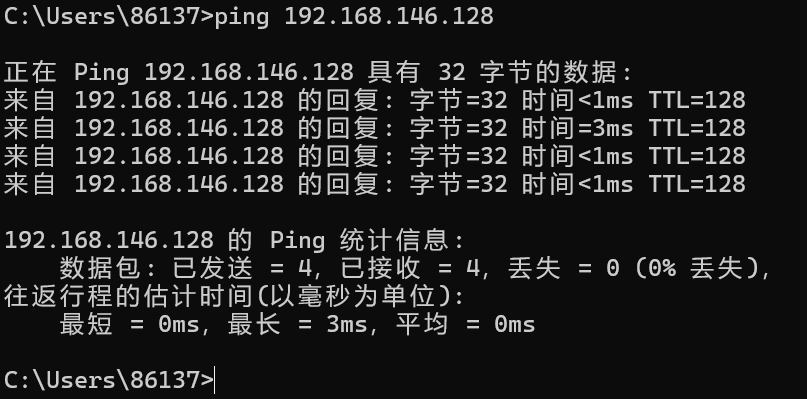 C:\Users\86137>ping 192.168.146.128
正在 Ping 192.168.146.128 具有 32 字节的数据:
来自 192.168.146.128 的回复: 字节=32 时间<1ms TTL=128
来自 192.168.146.128 的回复: 字节=32 时间=3ms TTL=128
来自 192.168.146.128 的回复: 字节=32 时间<1ms TTL=128
来自 192.168.146.128 的回复: 字节=32 时间<1ms TTL=128
192.168.146.128 的 Ping 统计信息:
数据包: 已发送 = 4, 已接收 = 4, 丢失 = 0 (0% 丢失),
往返行程的估计时间(以毫秒为单位):
最短 = 0ms, 最长 = 3ms, 平均 = 0ms
C:\Users\86137>